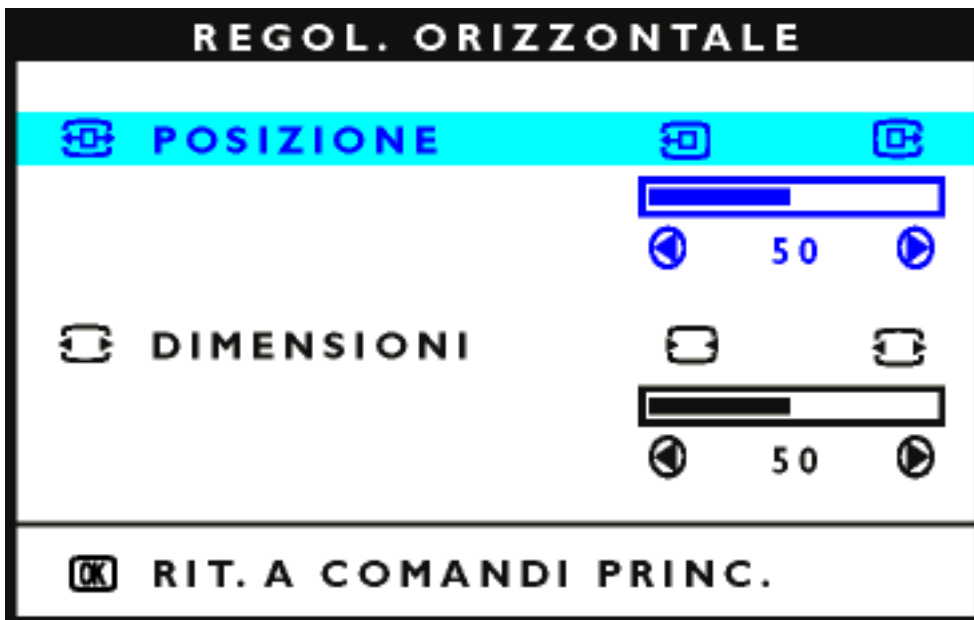 REGOL. ORIZZONTALE
POSIZIONE
50
DIMENSIONI
50
OK RIT. A COMANDI PRINC.